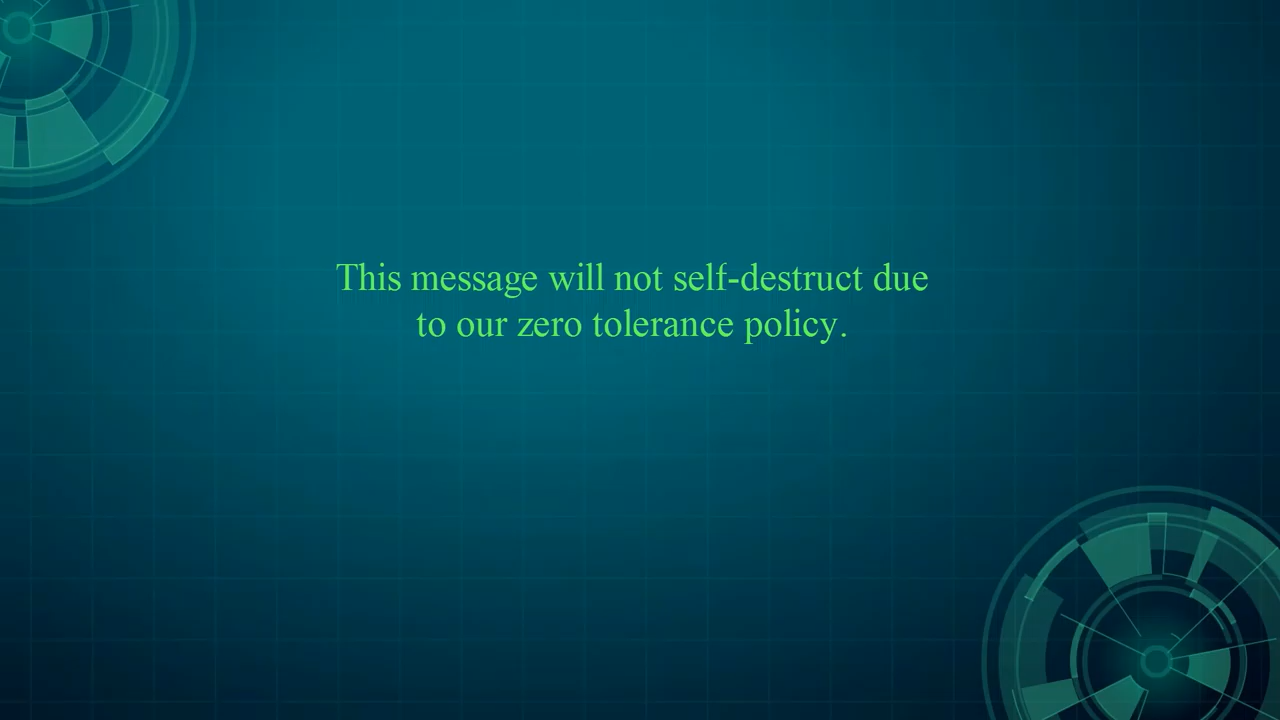 This message will not self-destruct due
to our zero tolerance policy.